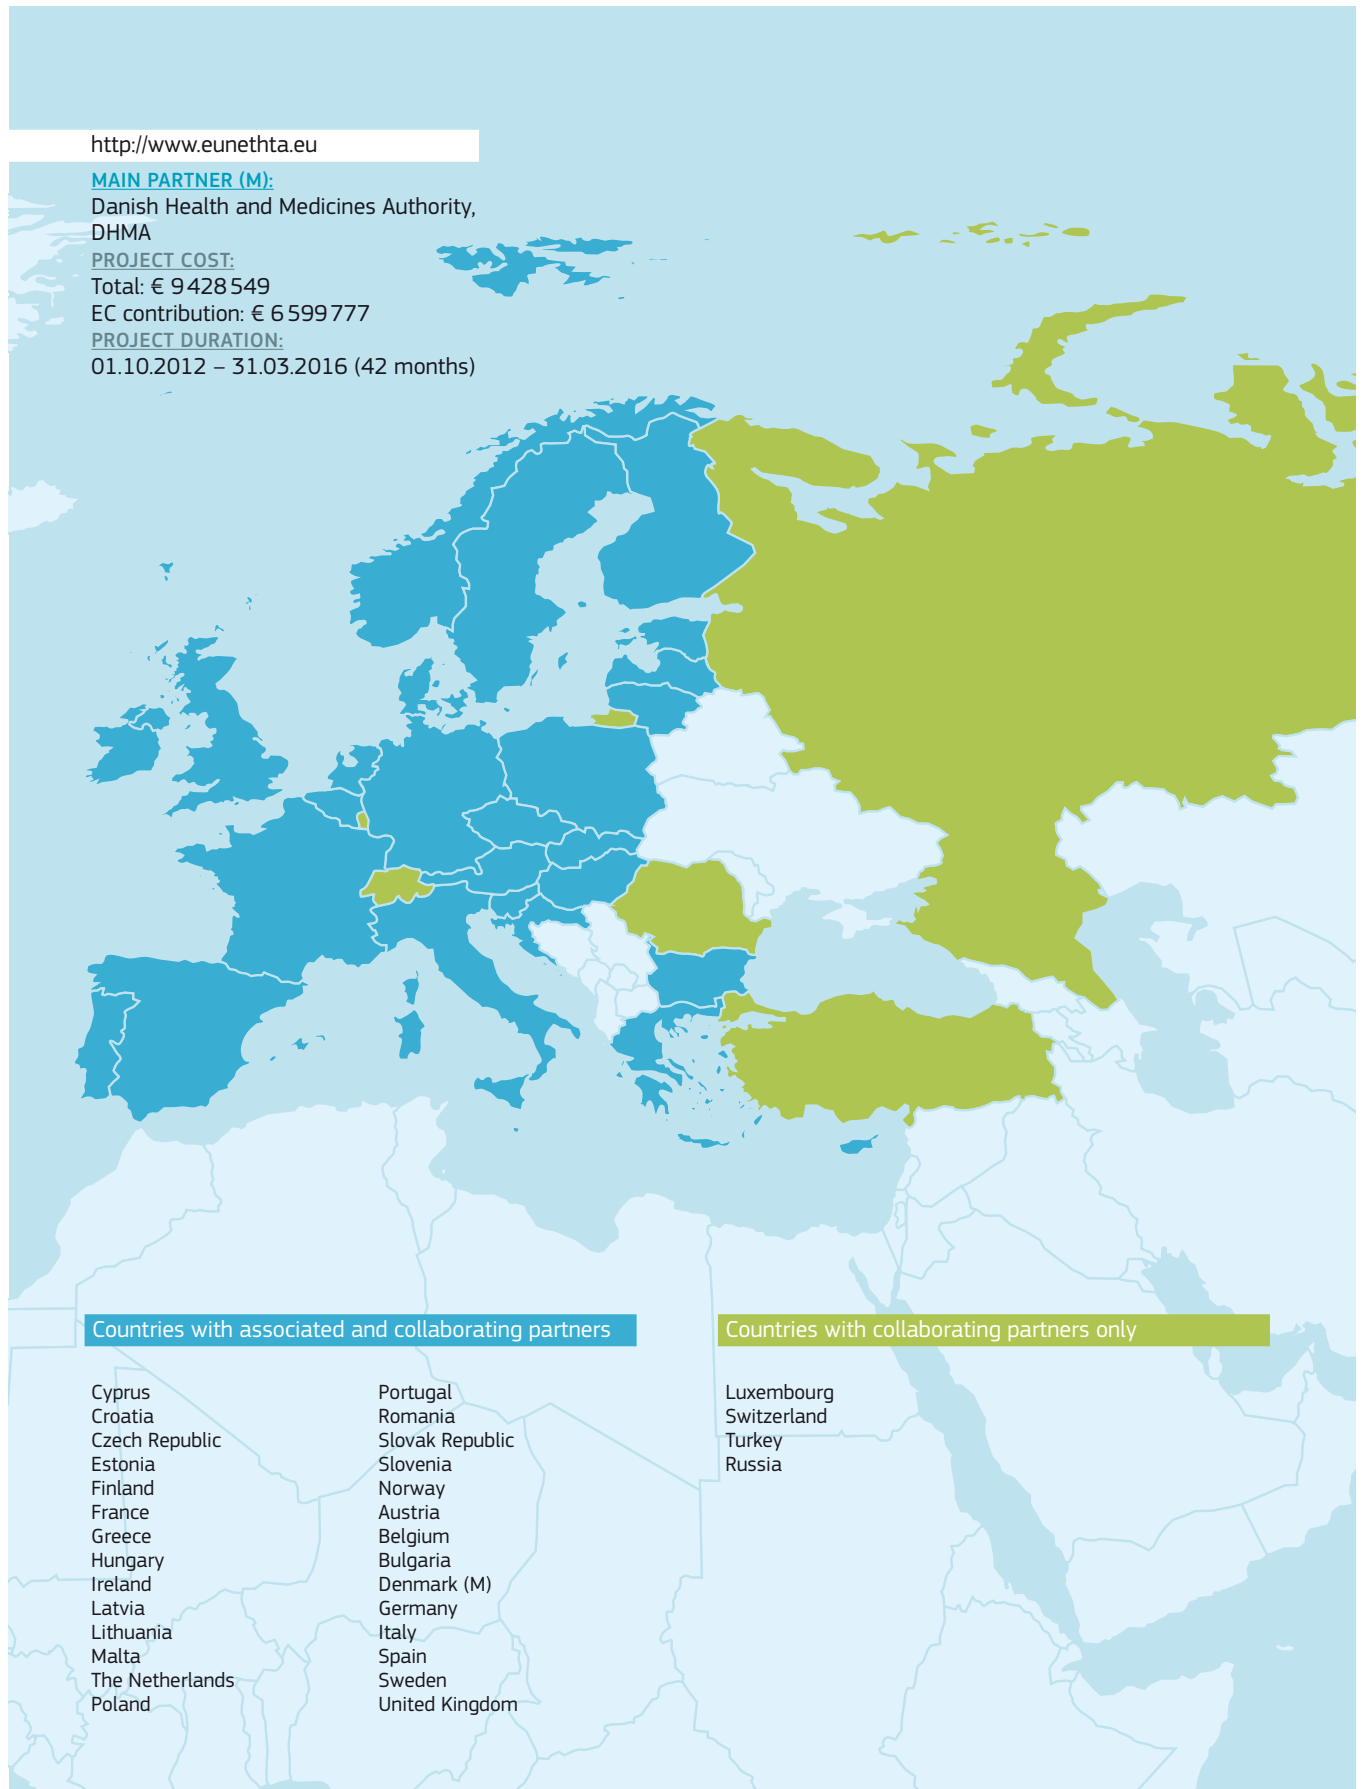 http://www.eunethta.eu
MAIN PARTNER (M):
Danish Health and Medicines Authority,
DHMA
PROJECT COST:
Total: € 9 428 549
EC contribution: € 6 599 777
PROJECT DURATION:
01.10.2012 – 31.03.2016 (42 months)
Countries with associated and collaborating partners
Cyprus
Croatia
Czech Republic
Estonia
Finland
France
Greece
Hungary
Ireland
Latvia
Lithuania
Malta
The Netherlands
Poland
Portugal
Romania
Slovak Republic
Slovenia
Norway
Austria
Belgium
Bulgaria
Denmark (M)
Germany
Italy
Spain
Sweden
United Kingdom
Countries with collaborating partners only
Luxembourg
Switzerland
Turkey
Russia